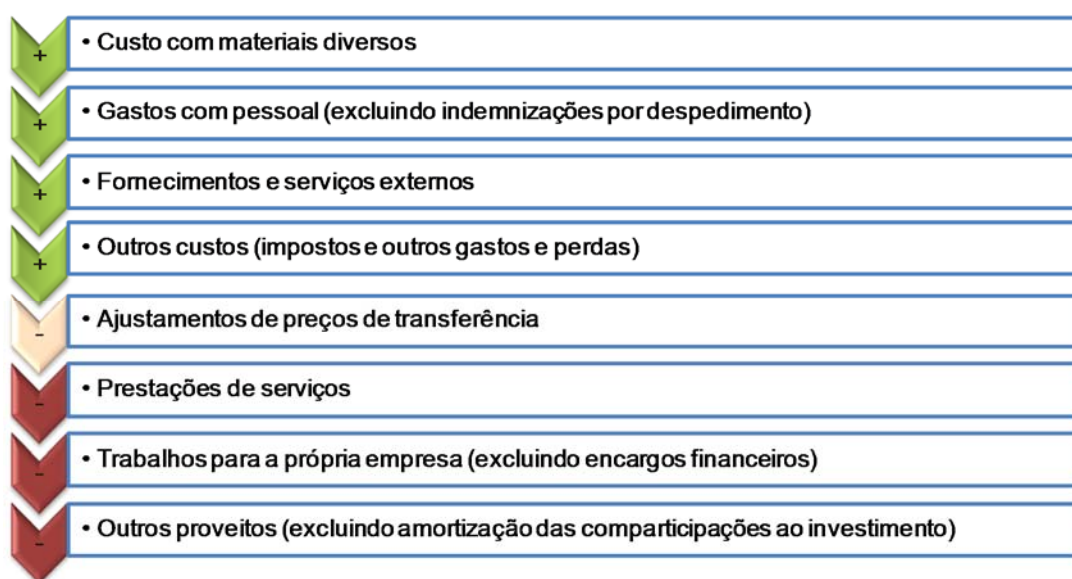 + • Custo com materiais diversos
+ • Gastos com pessoal (excluindo indemnizações por despedimento)
+ • Fornecimentos e serviços externos
+ • Outros custos (impostos e outros gastos e perdas)
- • Ajustamentos de preços de transferência
- • Prestações de serviços
- • Trabalhos para a própria empresa (excluindo encargos financeiros)
- • Outros proveitos (excluindo amortização das comparticipações ao investimento)